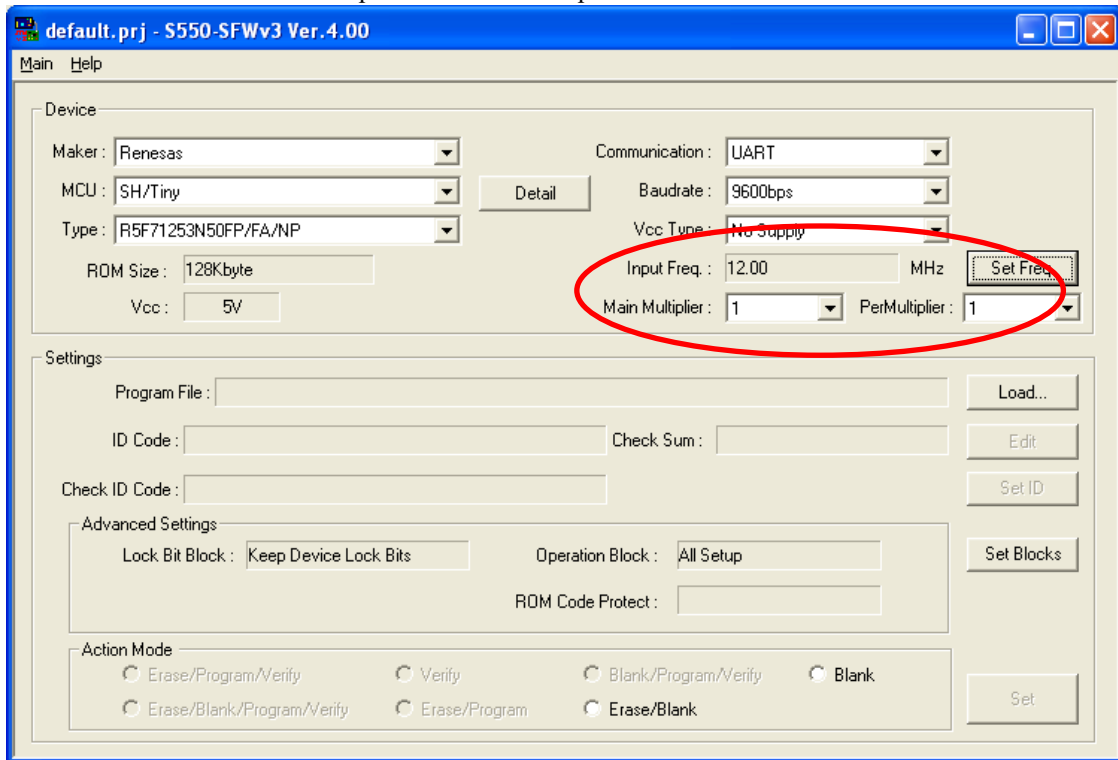 default.prj - S550-SFWv3 Ver.4.00
Main Help
Device
Maker : Renesas Communication : UART
MCU : SH/Tiny Detail Baudrate : 9600bps
Type : R5F71253N50FP/FA/NP Vcc Type : No Supply
ROM Size : 128Kbyte Input Freq. : 12.00 MHz Set Freq
Vcc : 5V Main Multiplier : 1 PerMultiplier : 1
Settings
Program File : Load...
ID Code : Check Sum : Edit
Check ID Code : Set ID
Advanced Settings
Lock Bit Block : Keep Device Lock Bits Operation Block : All Setup Set Blocks
ROM Code Protect :
Action Mode
Erase/Program/Verify Verify Blank/Program/Verify Blank
Erase/Blank/Program/Verify Erase/Program Erase/Blank Set